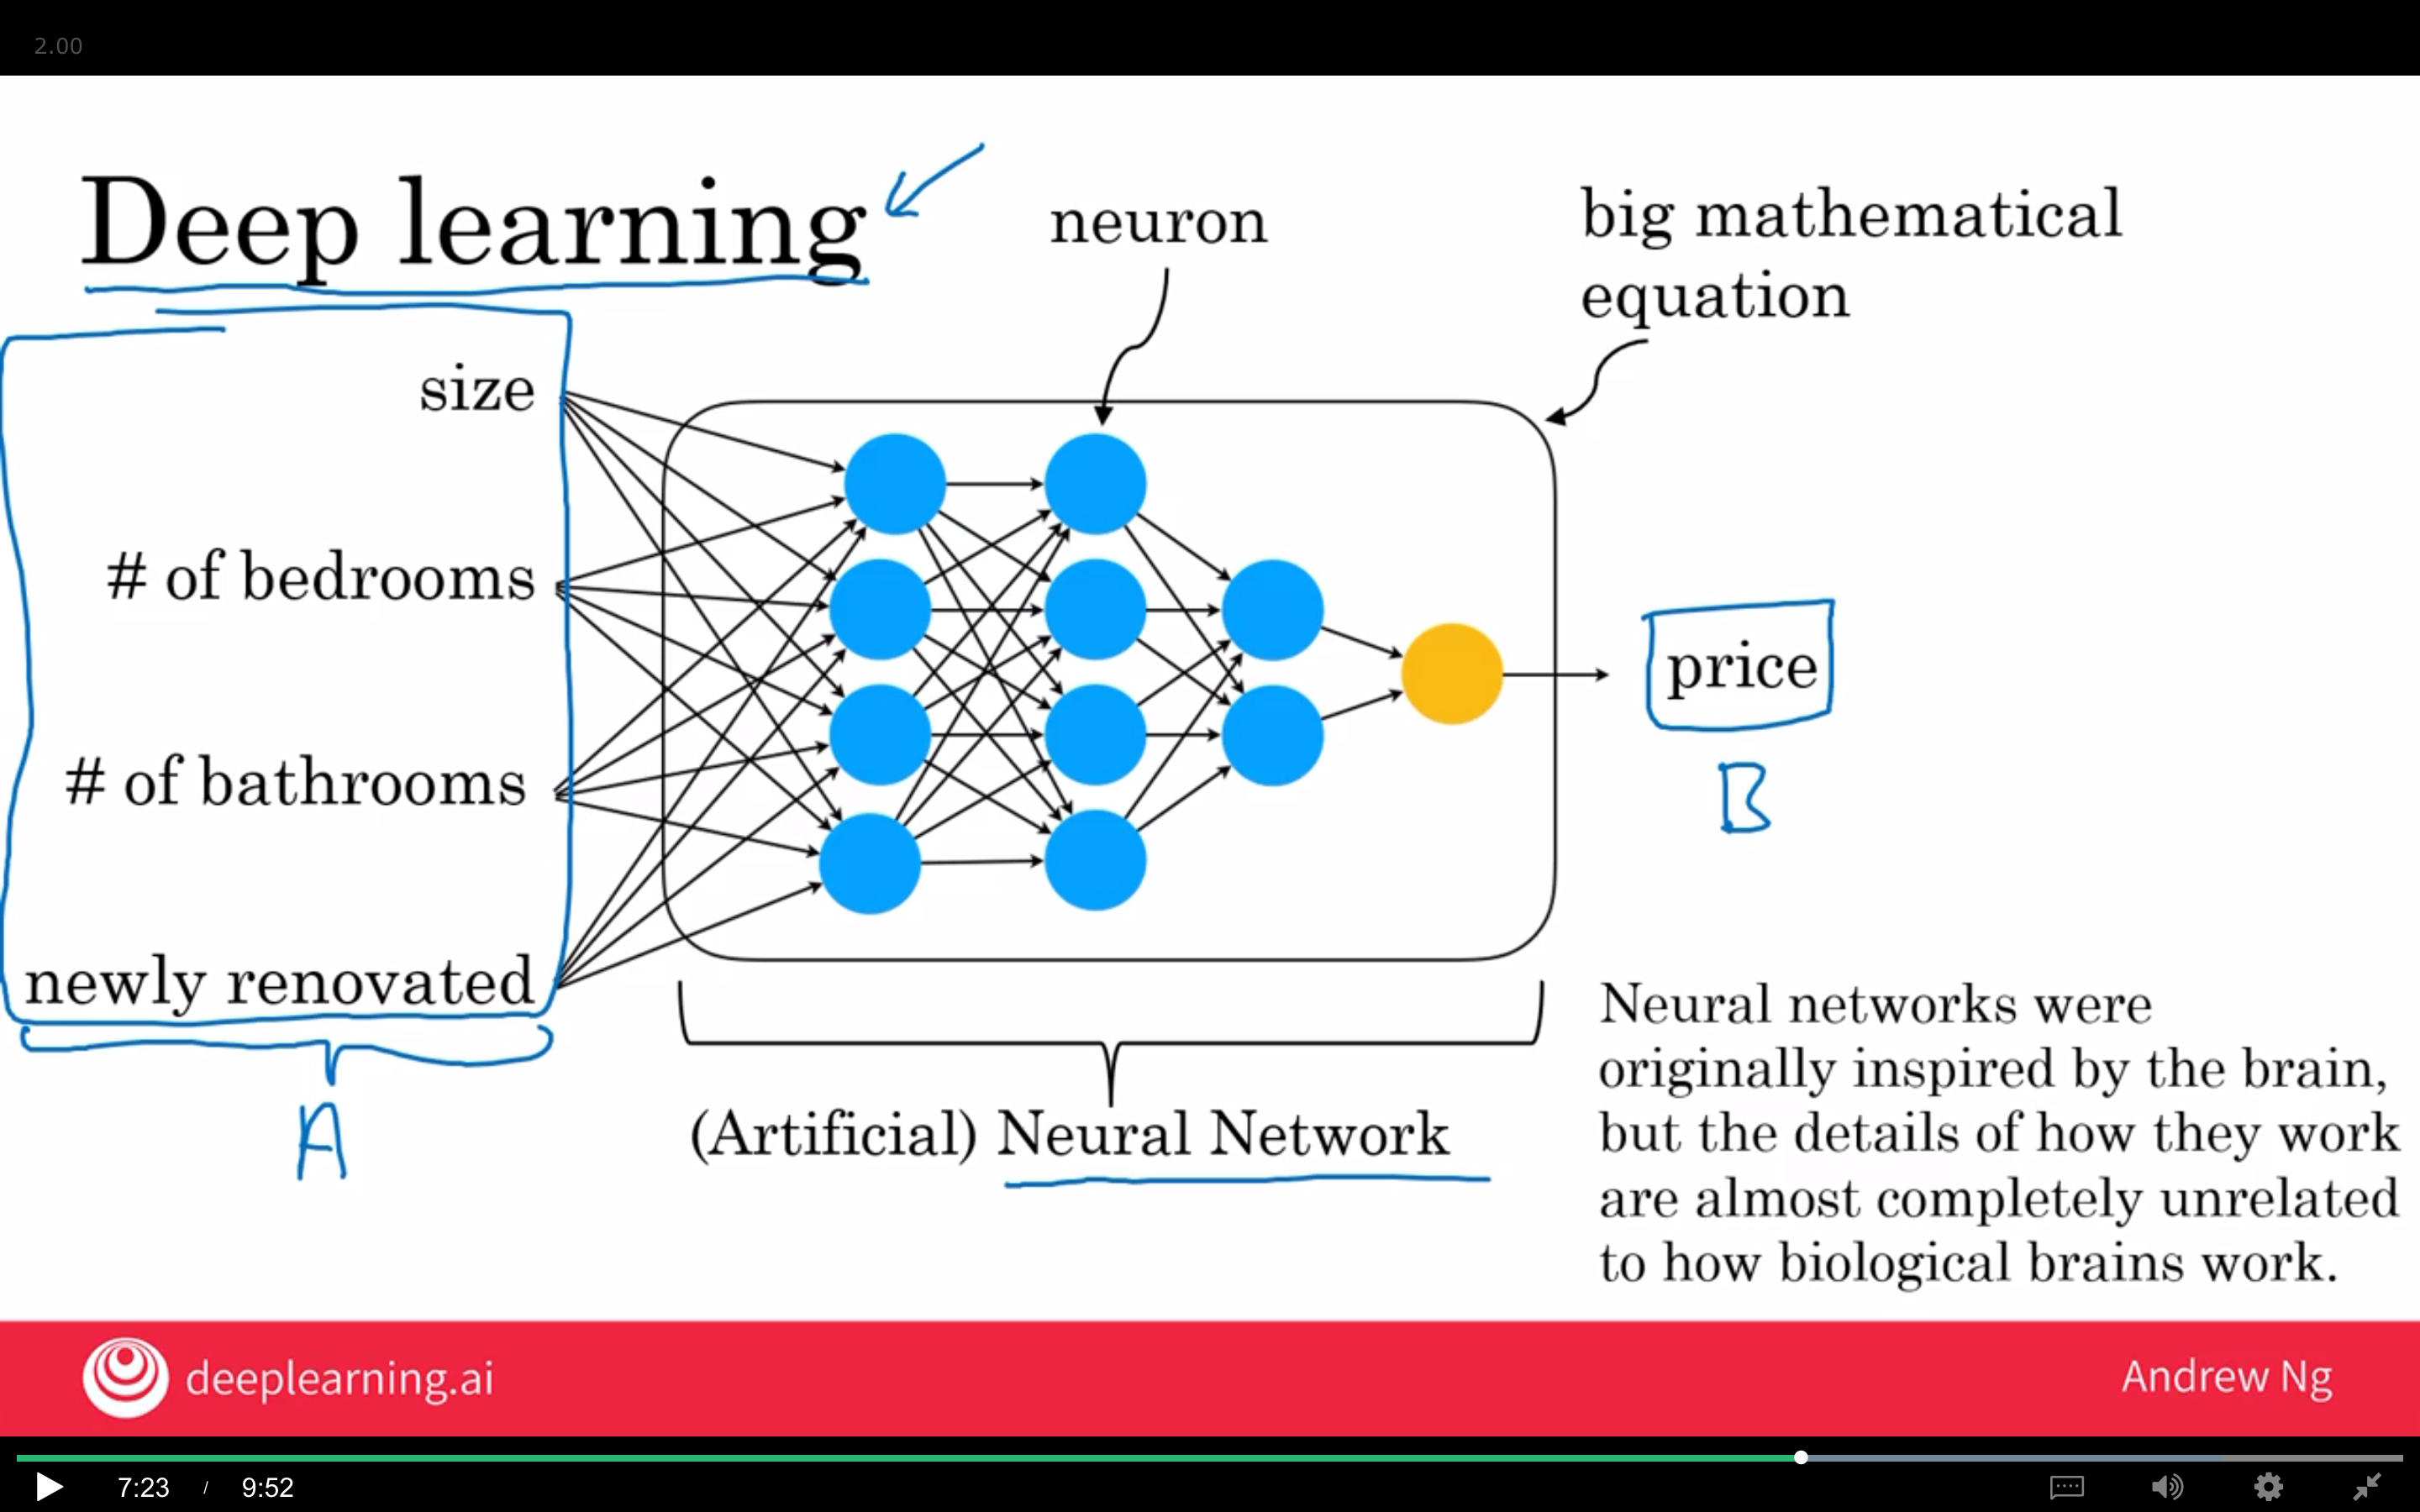 2.00
Deep learning
neuron
big mathematical
equation
size
# of bedrooms
# of bathrooms
newly renovated
price
B
A
(Artificial) Neural Network
Neural networks were
originally inspired by the brain,
but the details of how they work
are almost completely unrelated
to how biological brains work.
deeplearning.ai
Andrew Ng
7:23 / 9:52